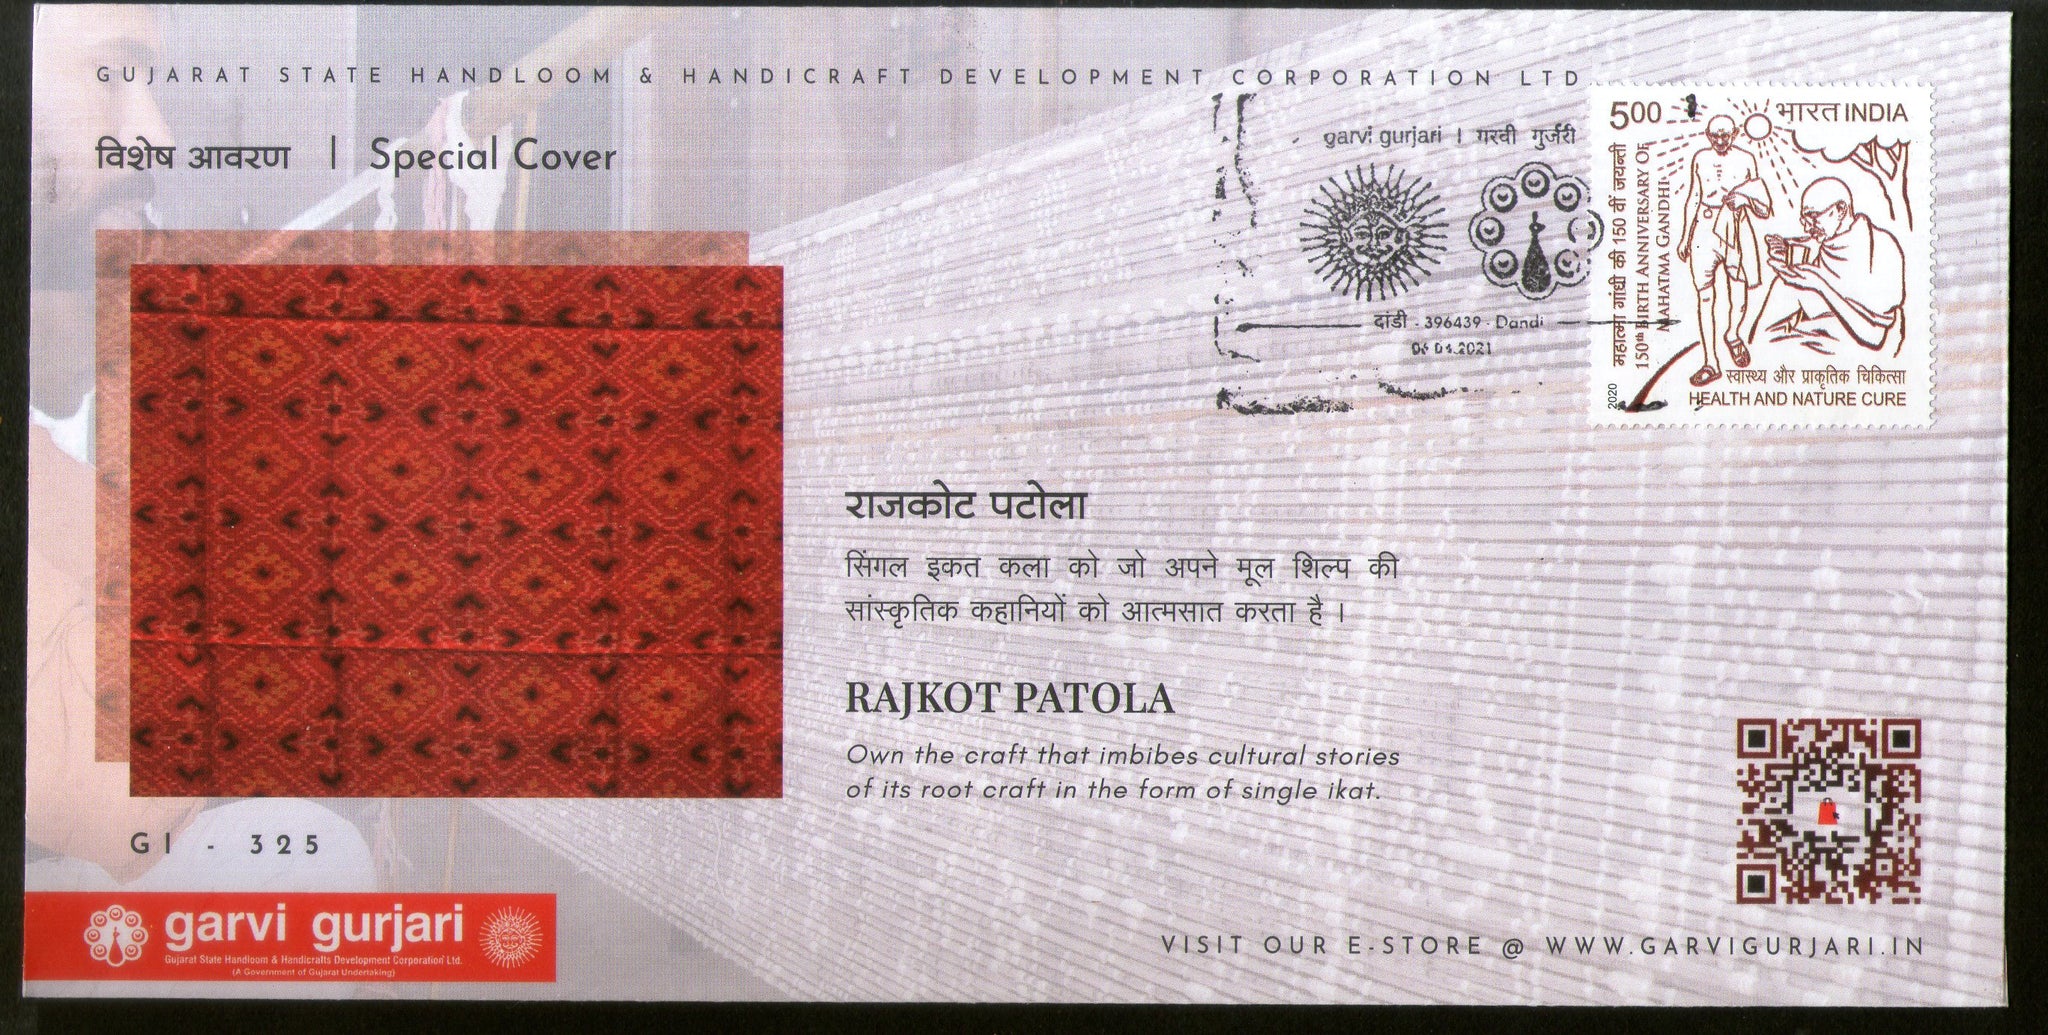 GUJARAT STATE HANDLOOM & HANDICRAFT DEVELOPMENT CORPORATION LTD
विशेष आवरण | Special Cover
garvi gurjari | गरवी गुर्जरी
दांडी - 396439 - Dandi
06 04.2021
5.00
भारत INDIA
महात्मा गांधी की 150 वीं जयन्ती
150th BIRTH ANNIVERSARY OF
MAHATMA GANDHI
2020
स्वास्थ्य और प्राकृतिक चिकित्सा
HEALTH AND NATURE CURE
राजकोट पटोला
सिंगल इकत कला को जो अपने मूल शिल्प की
सांस्कृतिक कहानियों को आत्मसात करता है ।
RAJKOT PATOLA
Own the craft that imbibes cultural stories
of its root craft in the form of single ikat.
GI - 325
garvi gurjari
Gujarat State Handloom & Handicrafts Development Corporation Ltd.
(A Government of Gujarat Undertaking)
VISIT OUR E-STORE @ WWW.GARVIGURJARI.IN